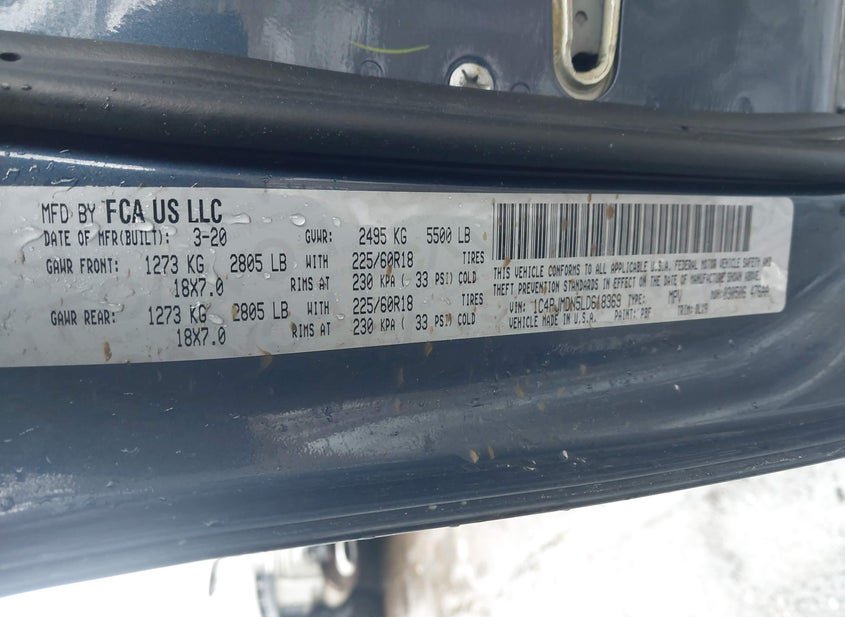 MFD BY FCA US LLC
DATE OF MFR(BUILT): 3-20 GVWR: 2495 KG 5500 LB
GAWR FRONT: 1273 KG 2805 LB WITH 225/60R18 TIRES
18X7.0 RIMS AT 230 KPA ( 33 PSI) COLD
GAWR REAR: 1273 KG 2805 LB WITH 225/60R18 TIRES
18X7.0 RIMS AT 230 KPA ( 33 PSI) COLD
THIS VEHICLE CONFORMS TO ALL APPLICABLE U.S.A. FEDERAL MOTOR VEHICLE SAFETY AND
THEFT PREVENTION STANDARDS IN EFFECT ON THE DATE OF MANUFACTURE SHOWN ABOVE.
VIN: 1C4PJMDN5LD618369 TYPE: MPV
VEHICLE MADE IN U.S.A. PAINT: PBF TRIM: